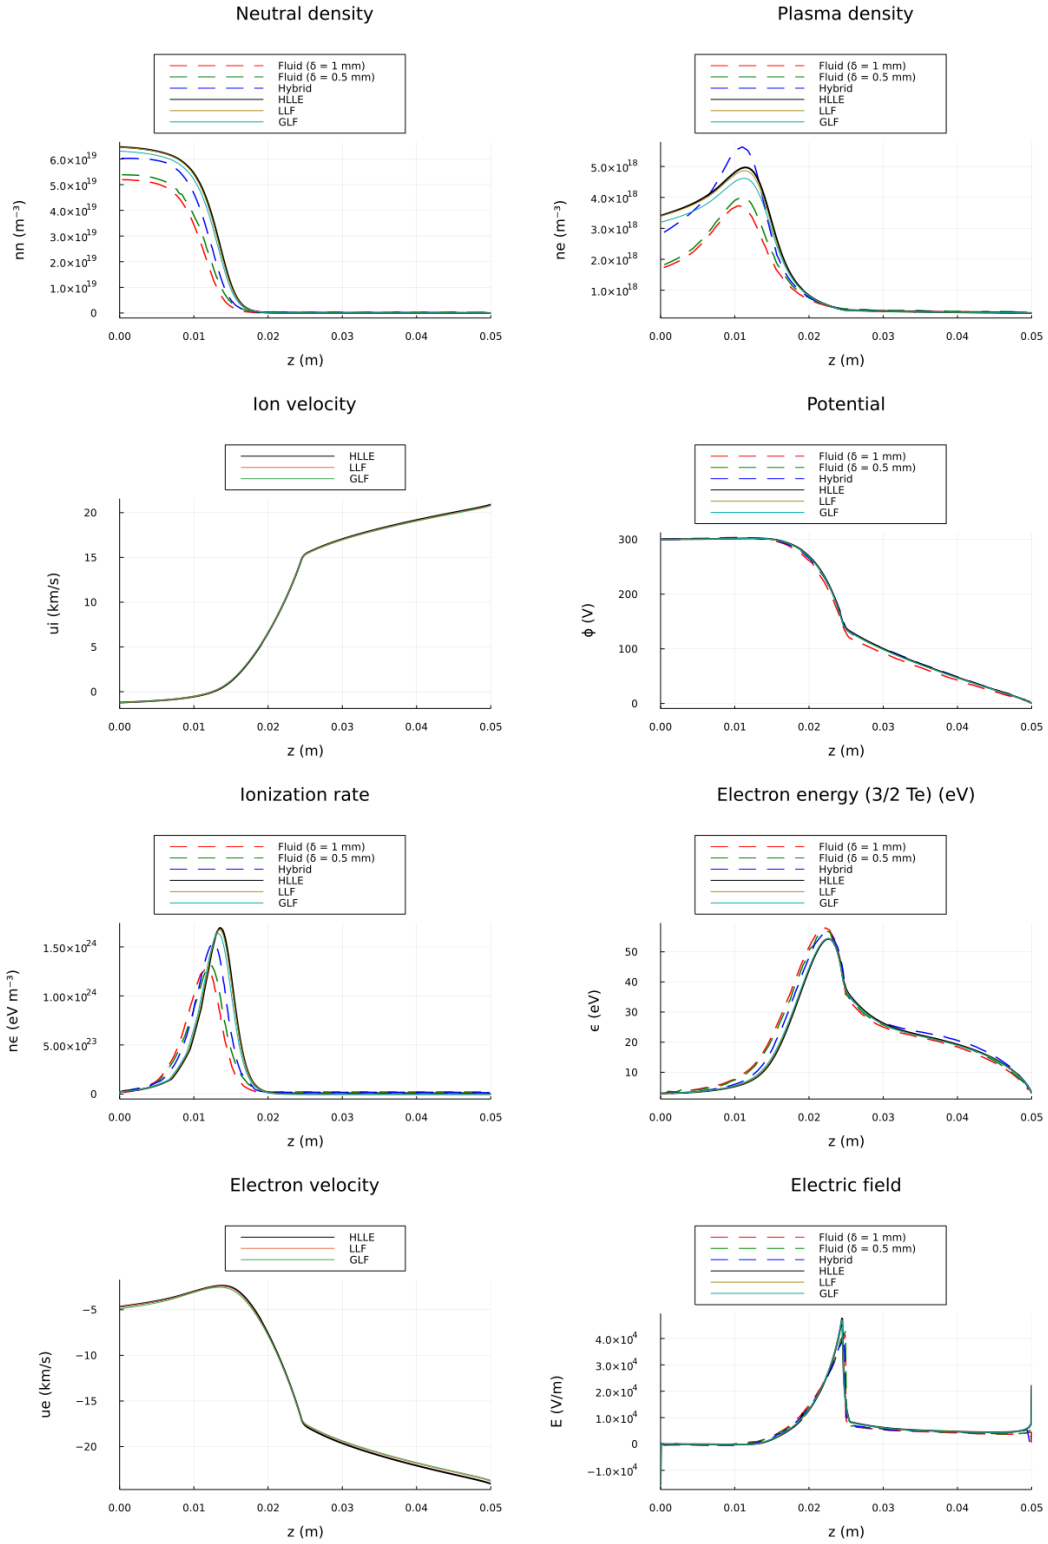 Neutral density
Fluid (δ = 1 mm)
Fluid (δ = 0.5 mm)
Hybrid
HLLE
LLF
GLF
nn (m⁻³)
6.0×10¹⁹
5.0×10¹⁹
4.0×10¹⁹
3.0×10¹⁹
2.0×10¹⁹
1.0×10¹⁹
0
0.00 0.01 0.02 0.03 0.04 0.05
z (m)
Plasma density
Fluid (δ = 1 mm)
Fluid (δ = 0.5 mm)
Hybrid
HLLE
LLF
GLF
ne (m⁻³)
5.0×10¹⁸
4.0×10¹⁸
3.0×10¹⁸
2.0×10¹⁸
1.0×10¹⁸
0.00 0.01 0.02 0.03 0.04 0.05
z (m)
Ion velocity
HLLE
LLF
GLF
ui (km/s)
20
15
10
5
0
0.00 0.01 0.02 0.03 0.04 0.05
z (m)
Potential
Fluid (δ = 1 mm)
Fluid (δ = 0.5 mm)
Hybrid
HLLE
LLF
GLF
ϕ (V)
300
200
100
0
0.00 0.01 0.02 0.03 0.04 0.05
z (m)
Ionization rate
Fluid (δ = 1 mm)
Fluid (δ = 0.5 mm)
Hybrid
HLLE
LLF
GLF
nϵ (eV m⁻³)
1.50×10²⁴
1.00×10²⁴
5.00×10²³
0
0.00 0.01 0.02 0.03 0.04 0.05
z (m)
Electron energy (3/2 Te) (eV)
Fluid (δ = 1 mm)
Fluid (δ = 0.5 mm)
Hybrid
HLLE
LLF
GLF
ϵ (eV)
50
40
30
20
10
0.00 0.01 0.02 0.03 0.04 0.05
z (m)
Electron velocity
HLLE
LLF
GLF
ue (km/s)
−5
−10
−15
−20
0.00 0.01 0.02 0.03 0.04 0.05
z (m)
Electric field
Fluid (δ = 1 mm)
Fluid (δ = 0.5 mm)
Hybrid
HLLE
LLF
GLF
E (V/m)
4.0×10⁴
3.0×10⁴
2.0×10⁴
1.0×10⁴
0
−1.0×10⁴
0.00 0.01 0.02 0.03 0.04 0.05
z (m)